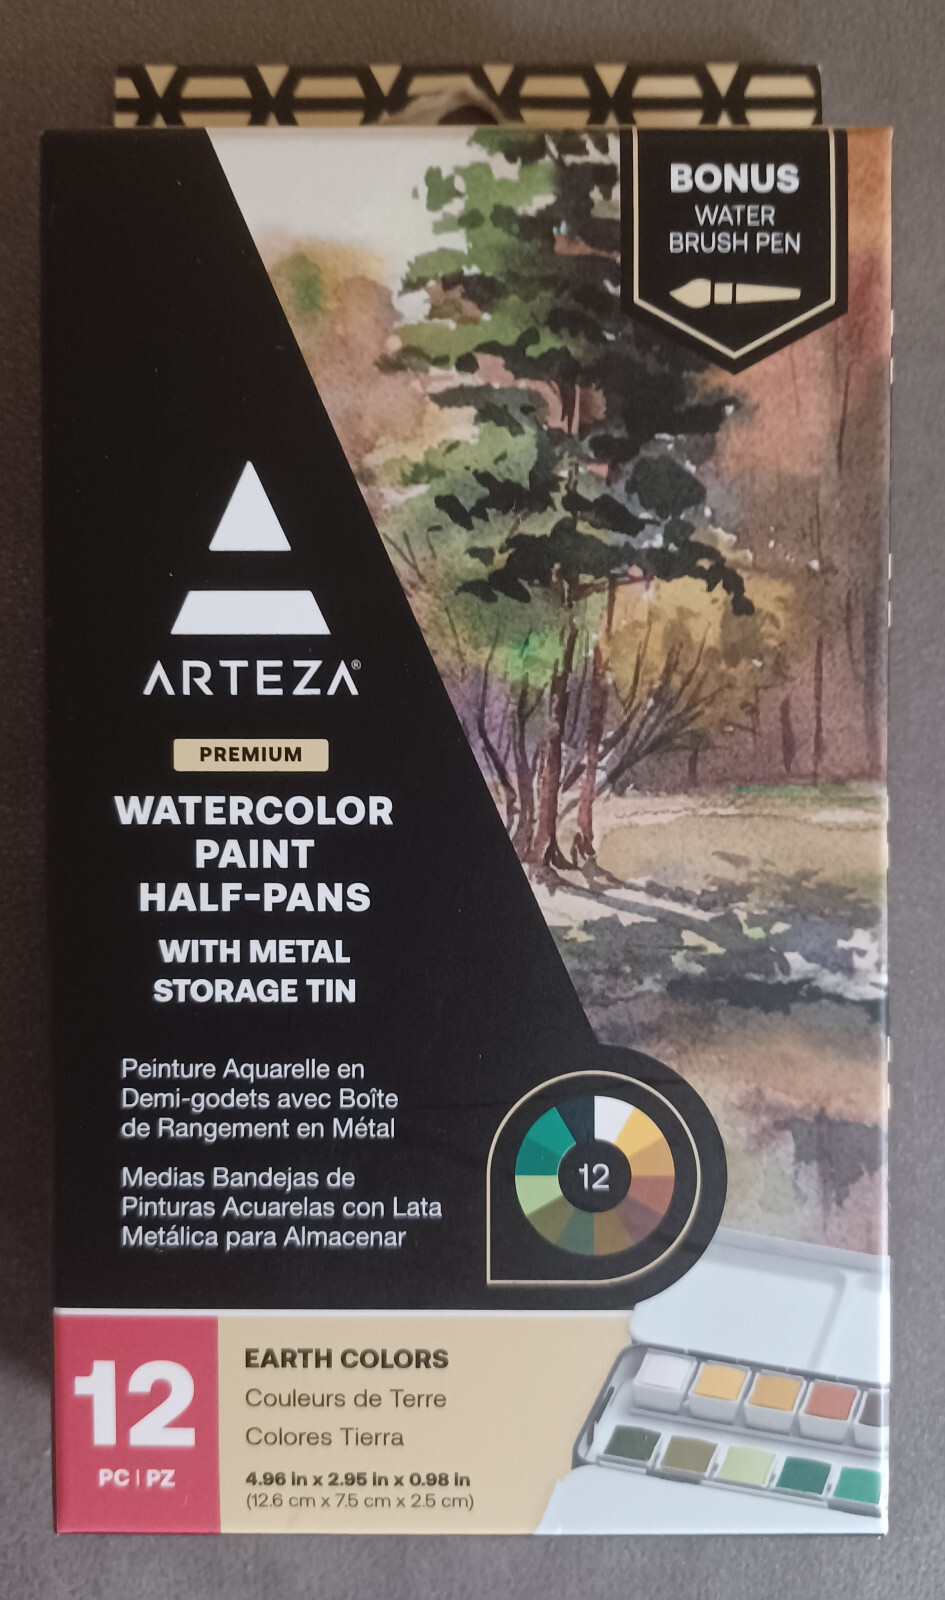 BONUS
WATER
BRUSH PEN
ARTEZA®
PREMIUM
WATERCOLOR
PAINT
HALF-PANS
WITH METAL
STORAGE TIN
Peinture Aquarelle en
Demi-godets avec Boîte
de Rangement en Métal
Medias Bandejas de
Pinturas Acuarelas con Lata
Metálica para Almacenar
12
12
PC | PZ
EARTH COLORS
Couleurs de Terre
Colores Tierra
4.96 in x 2.95 in x 0.98 in
(12.6 cm x 7.5 cm x 2.5 cm)